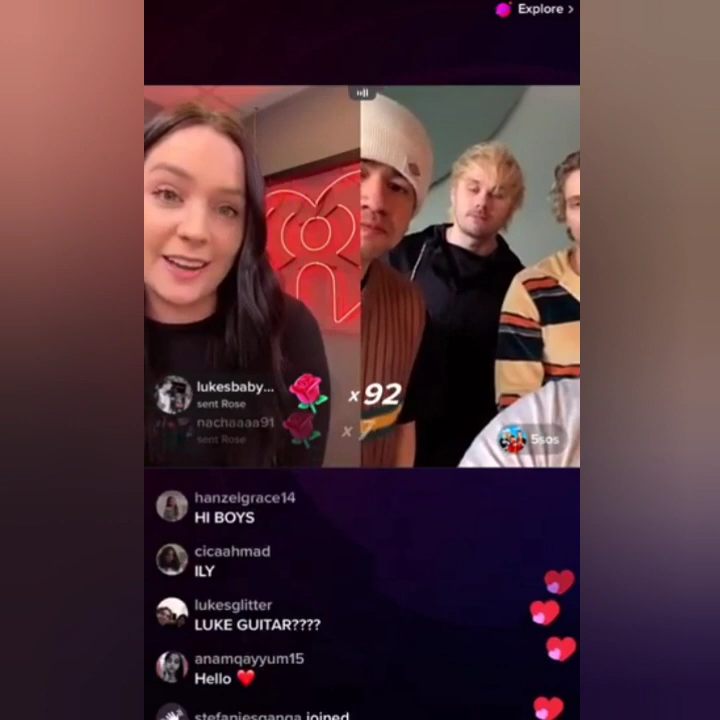 Explore >
lukesbaby...
sent Rose
x 92
nachaaaa91
sent Rose
x
5sos
hanzelgrace14
HI BOYS
cicaahmad
ILY
lukesglitter
LUKE GUITAR????
anamqayyum15
Hello ❤️
stefaniesganga joined